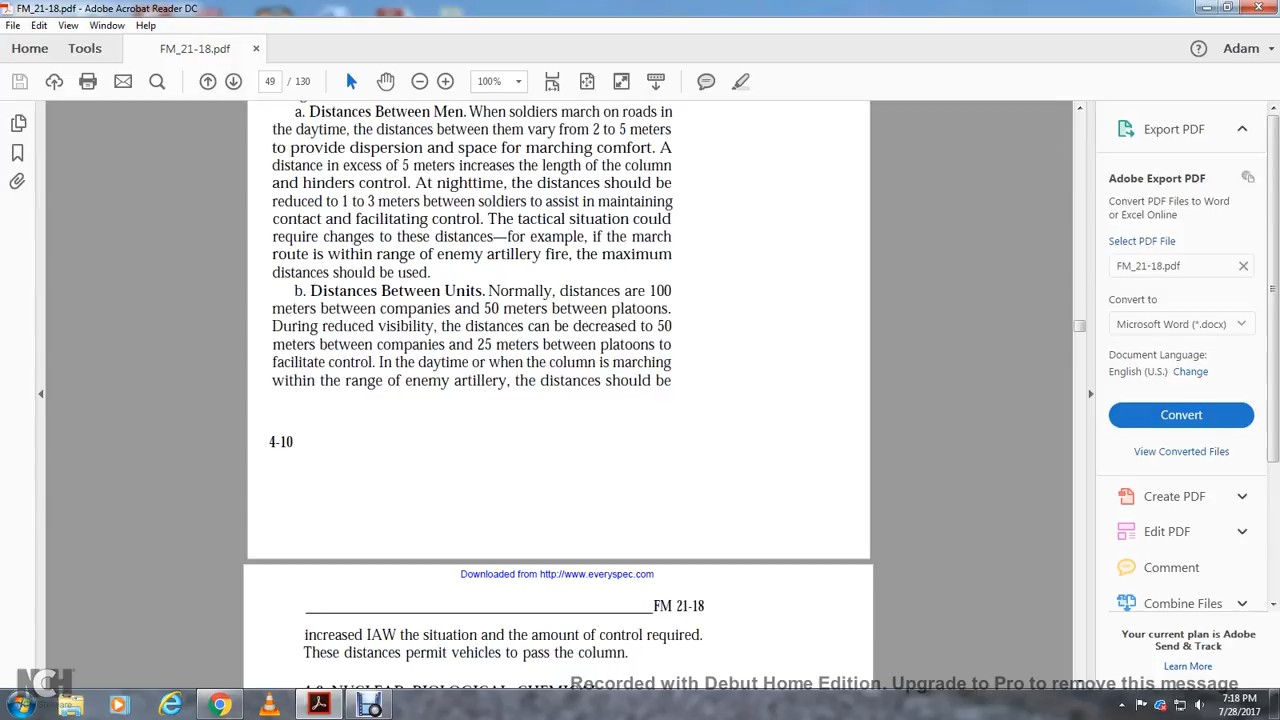 FM_21-18.pdf - Adobe Acrobat Reader DC
File Edit View Window Help
Home Tools FM_21-18.pdf × Adam
49 / 130 100%
a. Distances Between Men. When soldiers march on roads in
the daytime, the distances between them vary from 2 to 5 meters
to provide dispersion and space for marching comfort. A
distance in excess of 5 meters increases the length of the column
and hinders control. At nighttime, the distances should be
reduced to 1 to 3 meters between soldiers to assist in maintaining
contact and facilitating control. The tactical situation could
require changes to these distances—for example, if the march
route is within range of enemy artillery fire, the maximum
distances should be used.
b. Distances Between Units. Normally, distances are 100
meters between companies and 50 meters between platoons.
During reduced visibility, the distances can be decreased to 50
meters between companies and 25 meters between platoons to
facilitate control. In the daytime or when the column is marching
within the range of enemy artillery, the distances should be
4-10
Downloaded from http://www.everyspec.com
FM 21-18
increased IAW the situation and the amount of control required.
These distances permit vehicles to pass the column.
Export PDF
Adobe Export PDF
Convert PDF Files to Word
or Excel Online
Select PDF File
FM_21-18.pdf
Convert to
Microsoft Word (*.docx)
Document Language:
English (U.S.) Change
Convert
View Converted Files
Create PDF
Edit PDF
Comment
Combine Files
Your current plan is Adobe
Send & Track
Learn More
Recorded with Debut Home Edition. Upgrade to Pro to remove this message
NCH
7:18 PM
7/28/2017